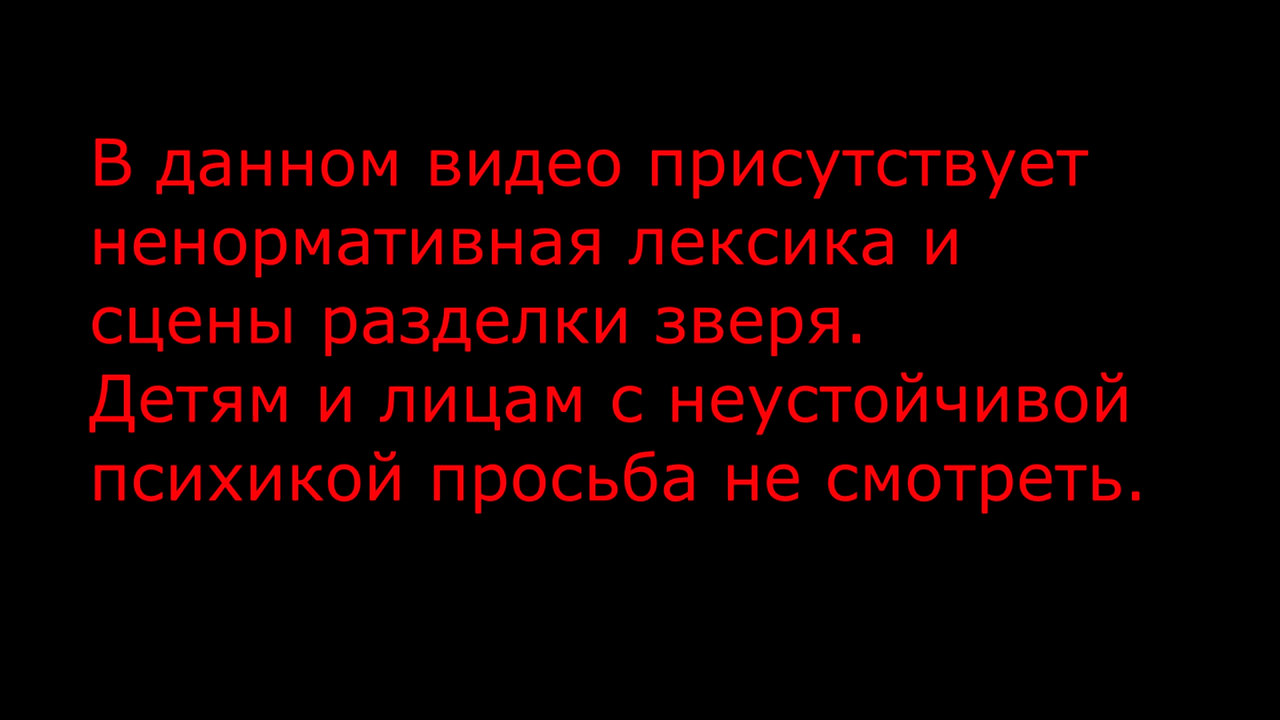 В данном видео присутствует
ненормативная лексика и
сцены разделки зверя.
Детям и лицам с неустойчивой
психикой просьба не смотреть.